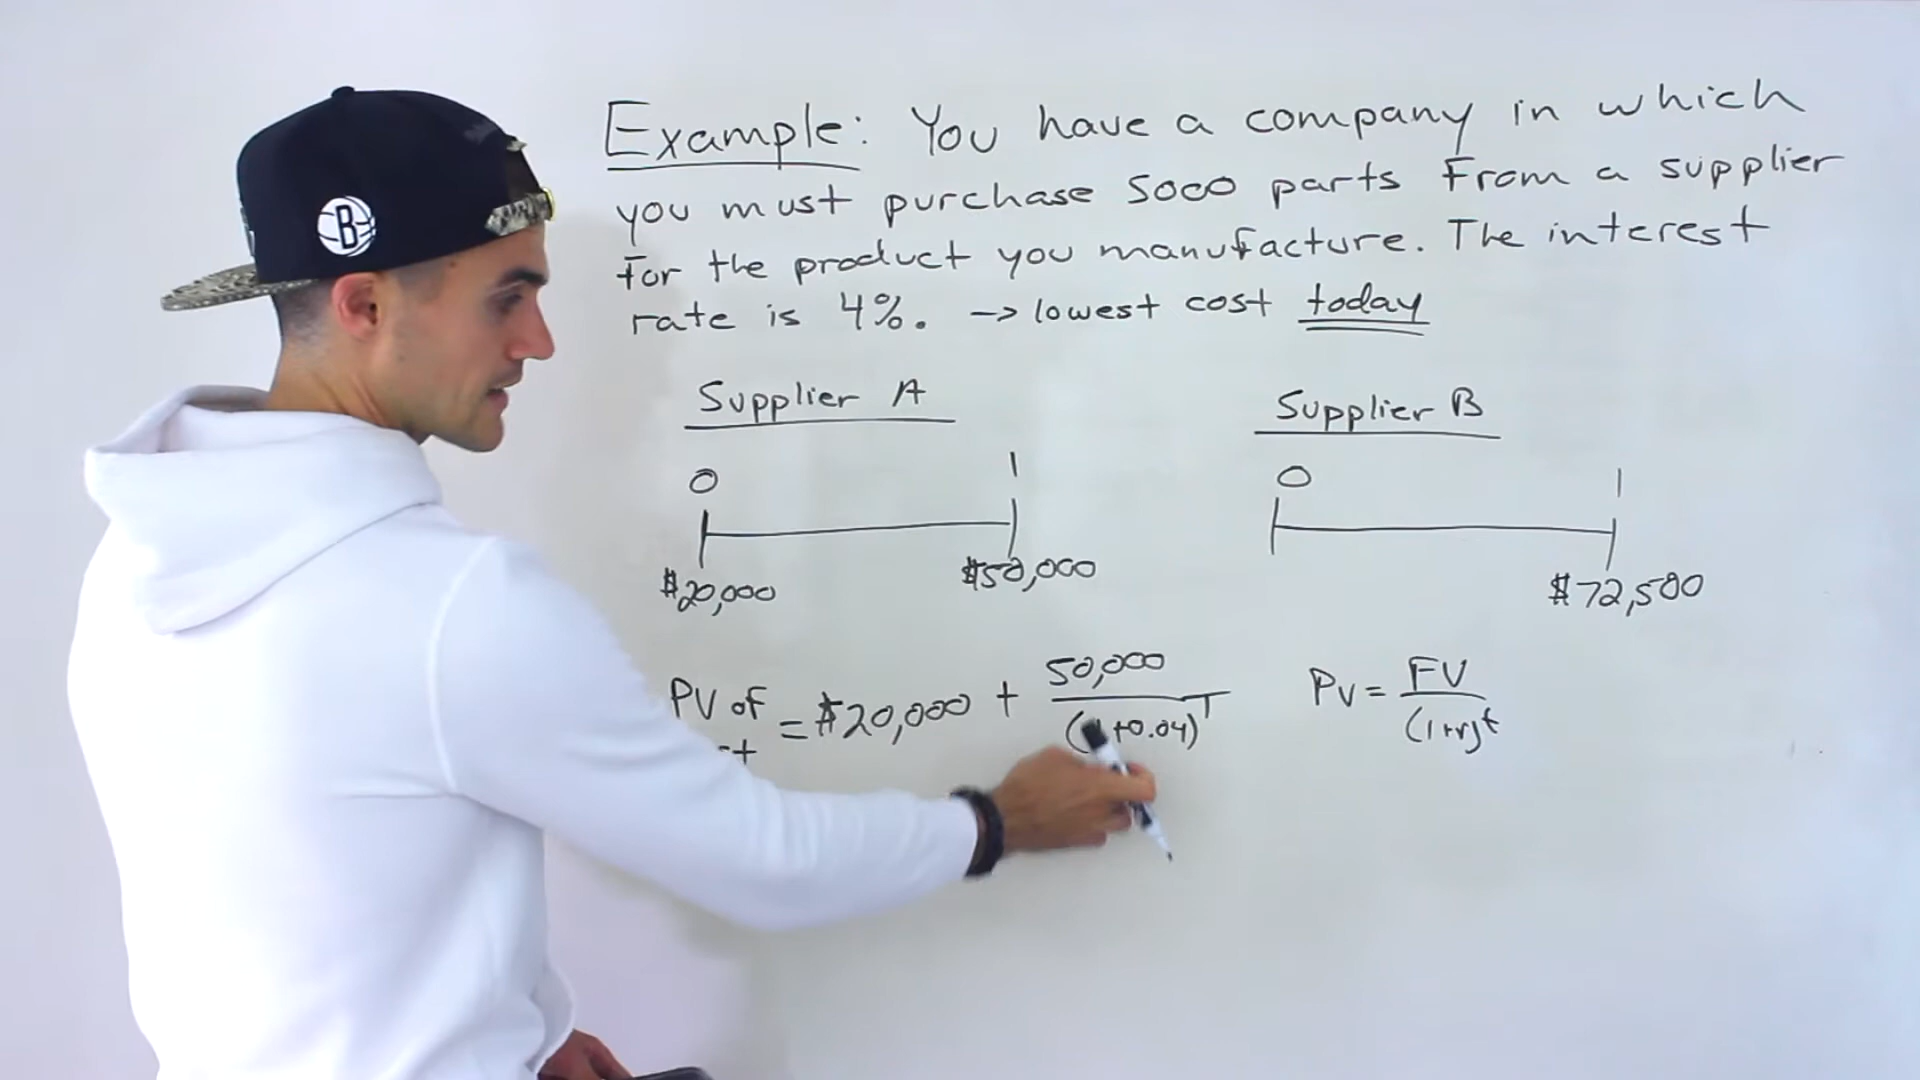 Example: You have a company in which
you must purchase 5000 parts from a supplier
for the product you manufacture. The interest
rate is 4%. → lowest cost today
Supplier A
0 1
$20,000 $50,000
Supplier B
0 1
$72,500
PV of = $20,000 + 50,000
(1+0.04)^1
PV = FV
(1+r)^t
B